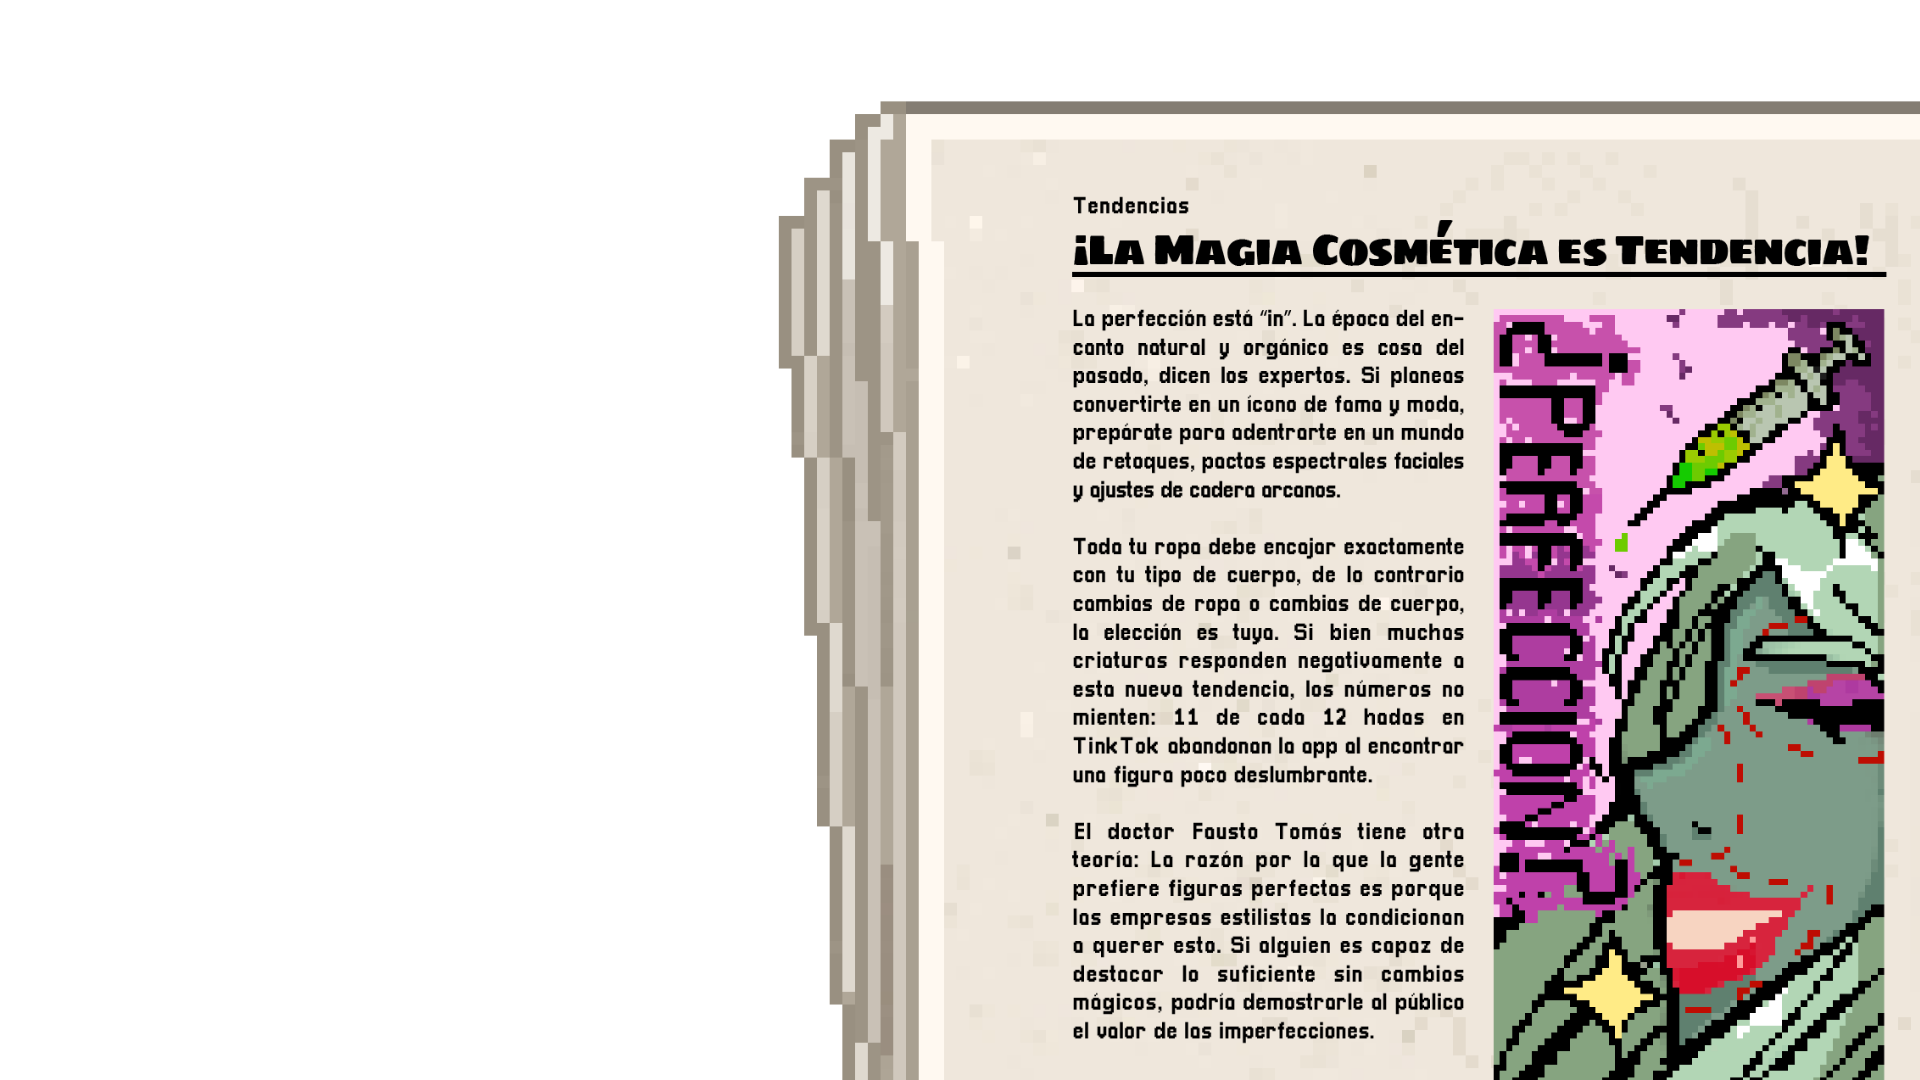 Tendencias
¡La Magia Cosmética es Tendencia!
La perfección está “in”. La época del en-
canto natural y orgánico es cosa del
pasado, dicen los expertos. Si planeas
convertirte en un ícono de fama y moda,
prepárate para adentrarte en un mundo
de retoques, pactos espectrales faciales
y ajustes de cadera arcanos.
Toda tu ropa debe encajar exactamente
con tu tipo de cuerpo, de lo contrario
cambias de ropa o cambias de cuerpo,
la elección es tuya. Si bien muchas
criaturas responden negativamente a
esta nueva tendencia, los números no
mienten: 11 de cada 12 hadas en
TinkTok abandonan la app al encontrar
una figura poco deslumbrante.
El doctor Fausto Tomás tiene otra
teoría: La razón por la que la gente
prefiere figuras perfectas es porque
las empresas estilistas la condicionan
a querer esto. Si alguien es capaz de
destacar lo suficiente sin cambios
mágicos, podría demostrarle al público
el valor de las imperfecciones.
¿PERFECCIÓN?